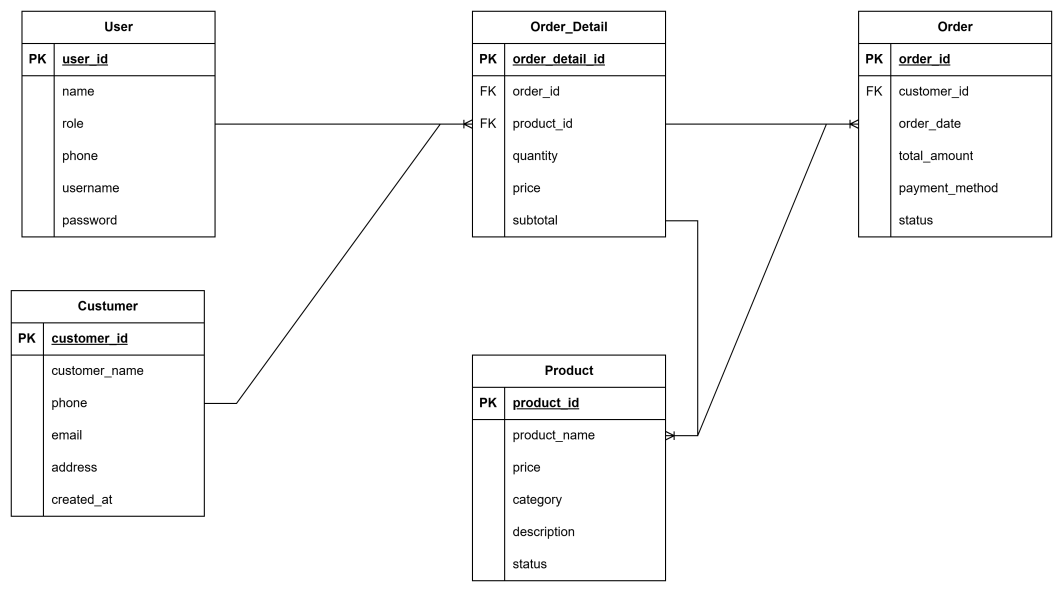 User
PK user_id
name
role
phone
username
password
Order_Detail
PK order_detail_id
FK order_id
FK product_id
quantity
price
subtotal
Order
PK order_id
FK customer_id
order_date
total_amount
payment_method
status
Custumer
PK customer_id
customer_name
phone
email
address
created_at
Product
PK product_id
product_name
price
category
description
status